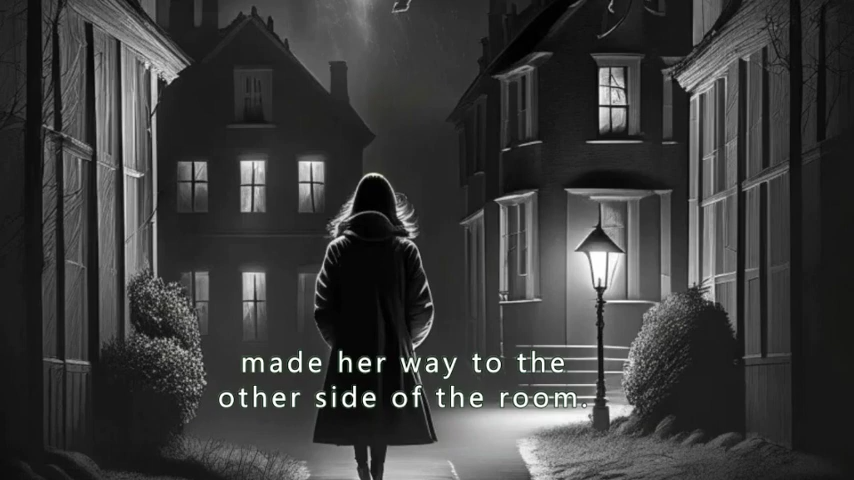 made her way to the
other side of the room.